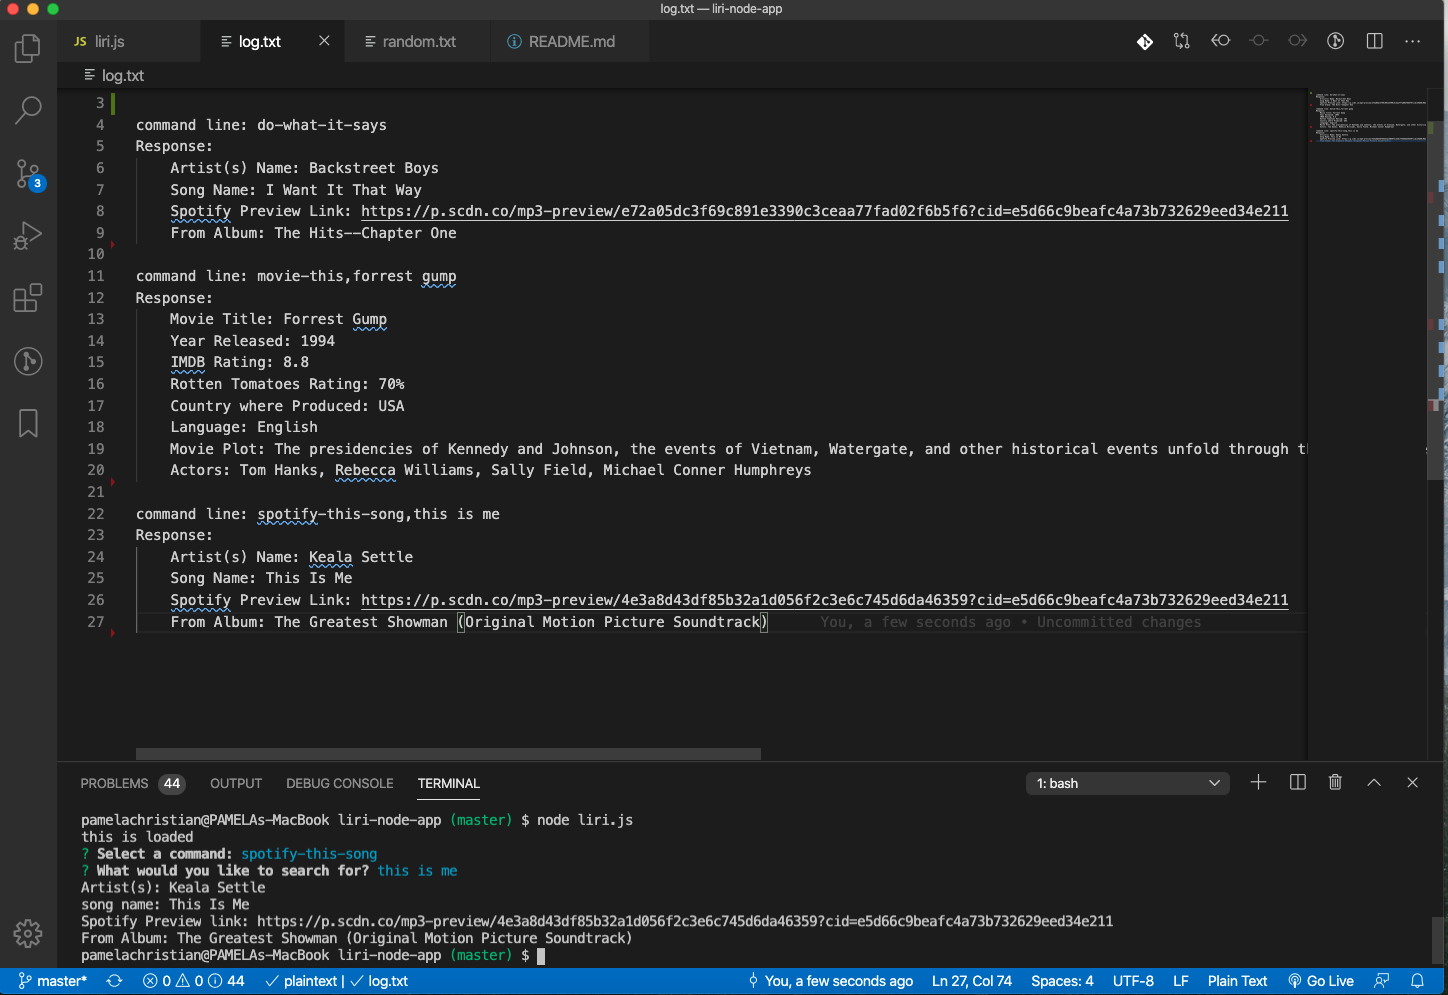 log.txt — liri-node-app
JS liri.js
log.txt
random.txt
README.md
log.txt
3
4 command line: do-what-it-says
5 Response:
6 Artist(s) Name: Backstreet Boys
7 Song Name: I Want It That Way
8 Spotify Preview Link: https://p.scdn.co/mp3-preview/e72a05dc3f69c891e3390c3ceaa77fad02f6b5f6?cid=e5d66c9beafc4a73b732629eed34e211
9 From Album: The Hits--Chapter One
10
11 command line: movie-this,forrest gump
12 Response:
13 Movie Title: Forrest Gump
14 Year Released: 1994
15 IMDB Rating: 8.8
16 Rotten Tomatoes Rating: 70%
17 Country where Produced: USA
18 Language: English
19 Movie Plot: The presidencies of Kennedy and Johnson, the events of Vietnam, Watergate, and other historical events unfold through
20 Actors: Tom Hanks, Rebecca Williams, Sally Field, Michael Conner Humphreys
21
22 command line: spotify-this-song,this is me
23 Response:
24 Artist(s) Name: Keala Settle
25 Song Name: This Is Me
26 Spotify Preview Link: https://p.scdn.co/mp3-preview/4e3a8d43df85b32a1d056f2c3e6c745d6da46359?cid=e5d66c9beafc4a73b732629eed34e211
27 From Album: The Greatest Showman (Original Motion Picture Soundtrack) You, a few seconds ago • Uncommitted changes
3
PROBLEMS 44 OUTPUT DEBUG CONSOLE TERMINAL 1: bash
pamelachristian@PAMELAs-MacBook liri-node-app (master) $ node liri.js
this is loaded
? Select a command: spotify-this-song
? What would you like to search for? this is me
Artist(s): Keala Settle
song name: This Is Me
Spotify Preview link: https://p.scdn.co/mp3-preview/4e3a8d43df85b32a1d056f2c3e6c745d6da46359?cid=e5d66c9beafc4a73b732629eed34e211
From Album: The Greatest Showman (Original Motion Picture Soundtrack)
pamelachristian@PAMELAs-MacBook liri-node-app (master) $
master* 0 0 44 plaintext | log.txt You, a few seconds ago Ln 27, Col 74 Spaces: 4 UTF-8 LF Plain Text Go Live